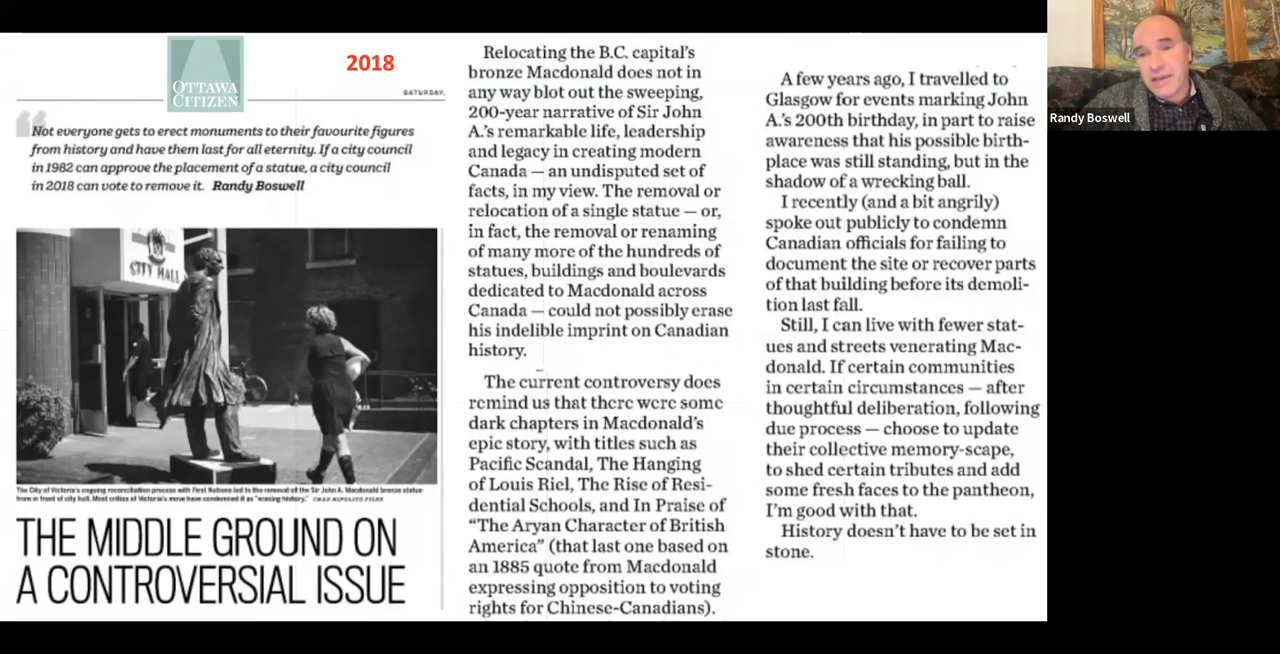 OTTAWA
CITIZEN
2018
SATURDAY,
Not everyone gets to erect monuments to their favourite figures
from history and have them last for all eternity. If a city council
in 1982 can approve the placement of a statue, a city council
in 2018 can vote to remove it. Randy Boswell
CITY HALL
The City of Victoria's ongoing reconciliation process with First Nations led to the removal of the Sir John A. Macdonald bronze statue
from in front of city hall. Most critics of Victoria's move have condemned it as "erasing history." CHAD HIPOLITO FILES
THE MIDDLE GROUND ON
A CONTROVERSIAL ISSUE
Relocating the B.C. capital's
bronze Macdonald does not in
any way blot out the sweeping,
200-year narrative of Sir John
A.'s remarkable life, leadership
and legacy in creating modern
Canada — an undisputed set of
facts, in my view. The removal or
relocation of a single statue — or,
in fact, the removal or renaming
of many more of the hundreds of
statues, buildings and boulevards
dedicated to Macdonald across
Canada — could not possibly erase
his indelible imprint on Canadian
history.
The current controversy does
remind us that there were some
dark chapters in Macdonald's
epic story, with titles such as
Pacific Scandal, The Hanging
of Louis Riel, The Rise of Resi-
dential Schools, and In Praise of
"The Aryan Character of British
America" (that last one based on
an 1885 quote from Macdonald
expressing opposition to voting
rights for Chinese-Canadians).
A few years ago, I travelled to
Glasgow for events marking John
A.'s 200th birthday, in part to raise
awareness that his possible birth-
place was still standing, but in the
shadow of a wrecking ball.
I recently (and a bit angrily)
spoke out publicly to condemn
Canadian officials for failing to
document the site or recover parts
of that building before its demoli-
tion last fall.
Still, I can live with fewer stat-
ues and streets venerating Mac-
donald. If certain communities
in certain circumstances — after
thoughtful deliberation, following
due process — choose to update
their collective memory-scape,
to shed certain tributes and add
some fresh faces to the pantheon,
I'm good with that.
History doesn't have to be set in
stone.
Randy Boswell